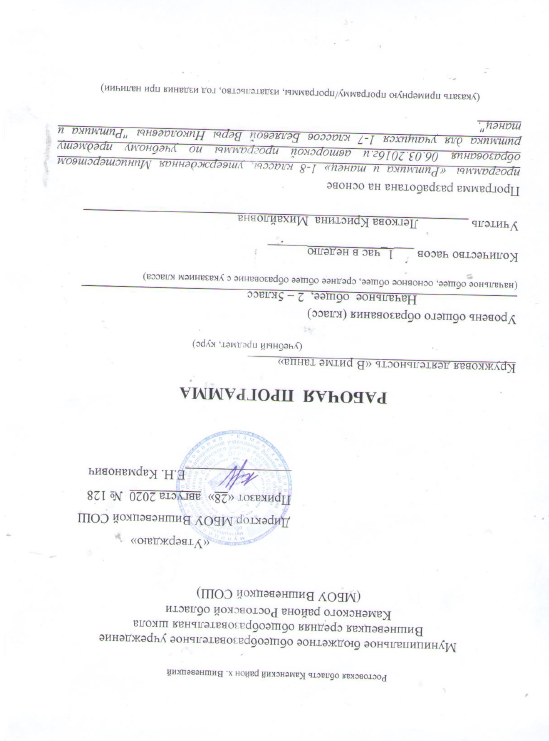 Ростовская область Каменский район х. Вишневецкий
Муниципальное бюджетное общеобразовательное учреждение
Вишневецкая средняя общеобразовательная школа
Каменского района Ростовской области
(МБОУ Вишневецкой СОШ)
«Утверждаю»
Директор МБОУ Вишневецкой СОШ
Приказот «28» августа 2020 № 128
Е.Н. Карманович
РАБОЧАЯ ПРОГРАММА
Кружковая деятельность «В ритме танца»
(учебный предмет, курс)
Уровень общего образования (класс)
Начальное общее, 2 – 5класс
(начальное общее, основное общее, среднее общее образование с указанием класса)
Количество часов 1 час в неделю
Учитель Легкова Кристина Михайловна
Программа разработана на основе
программы «Ритмика и танец» 1-8 классы, утвержденная Министерством
образования 06.03.2016г.и авторской программы по учебному предмету
ритмика для учащихся 1-7 классов Беляевой Веры Николаевны "Ритмика и
танец".
(указать примерную программу/программы, издательство, год издания при наличии)